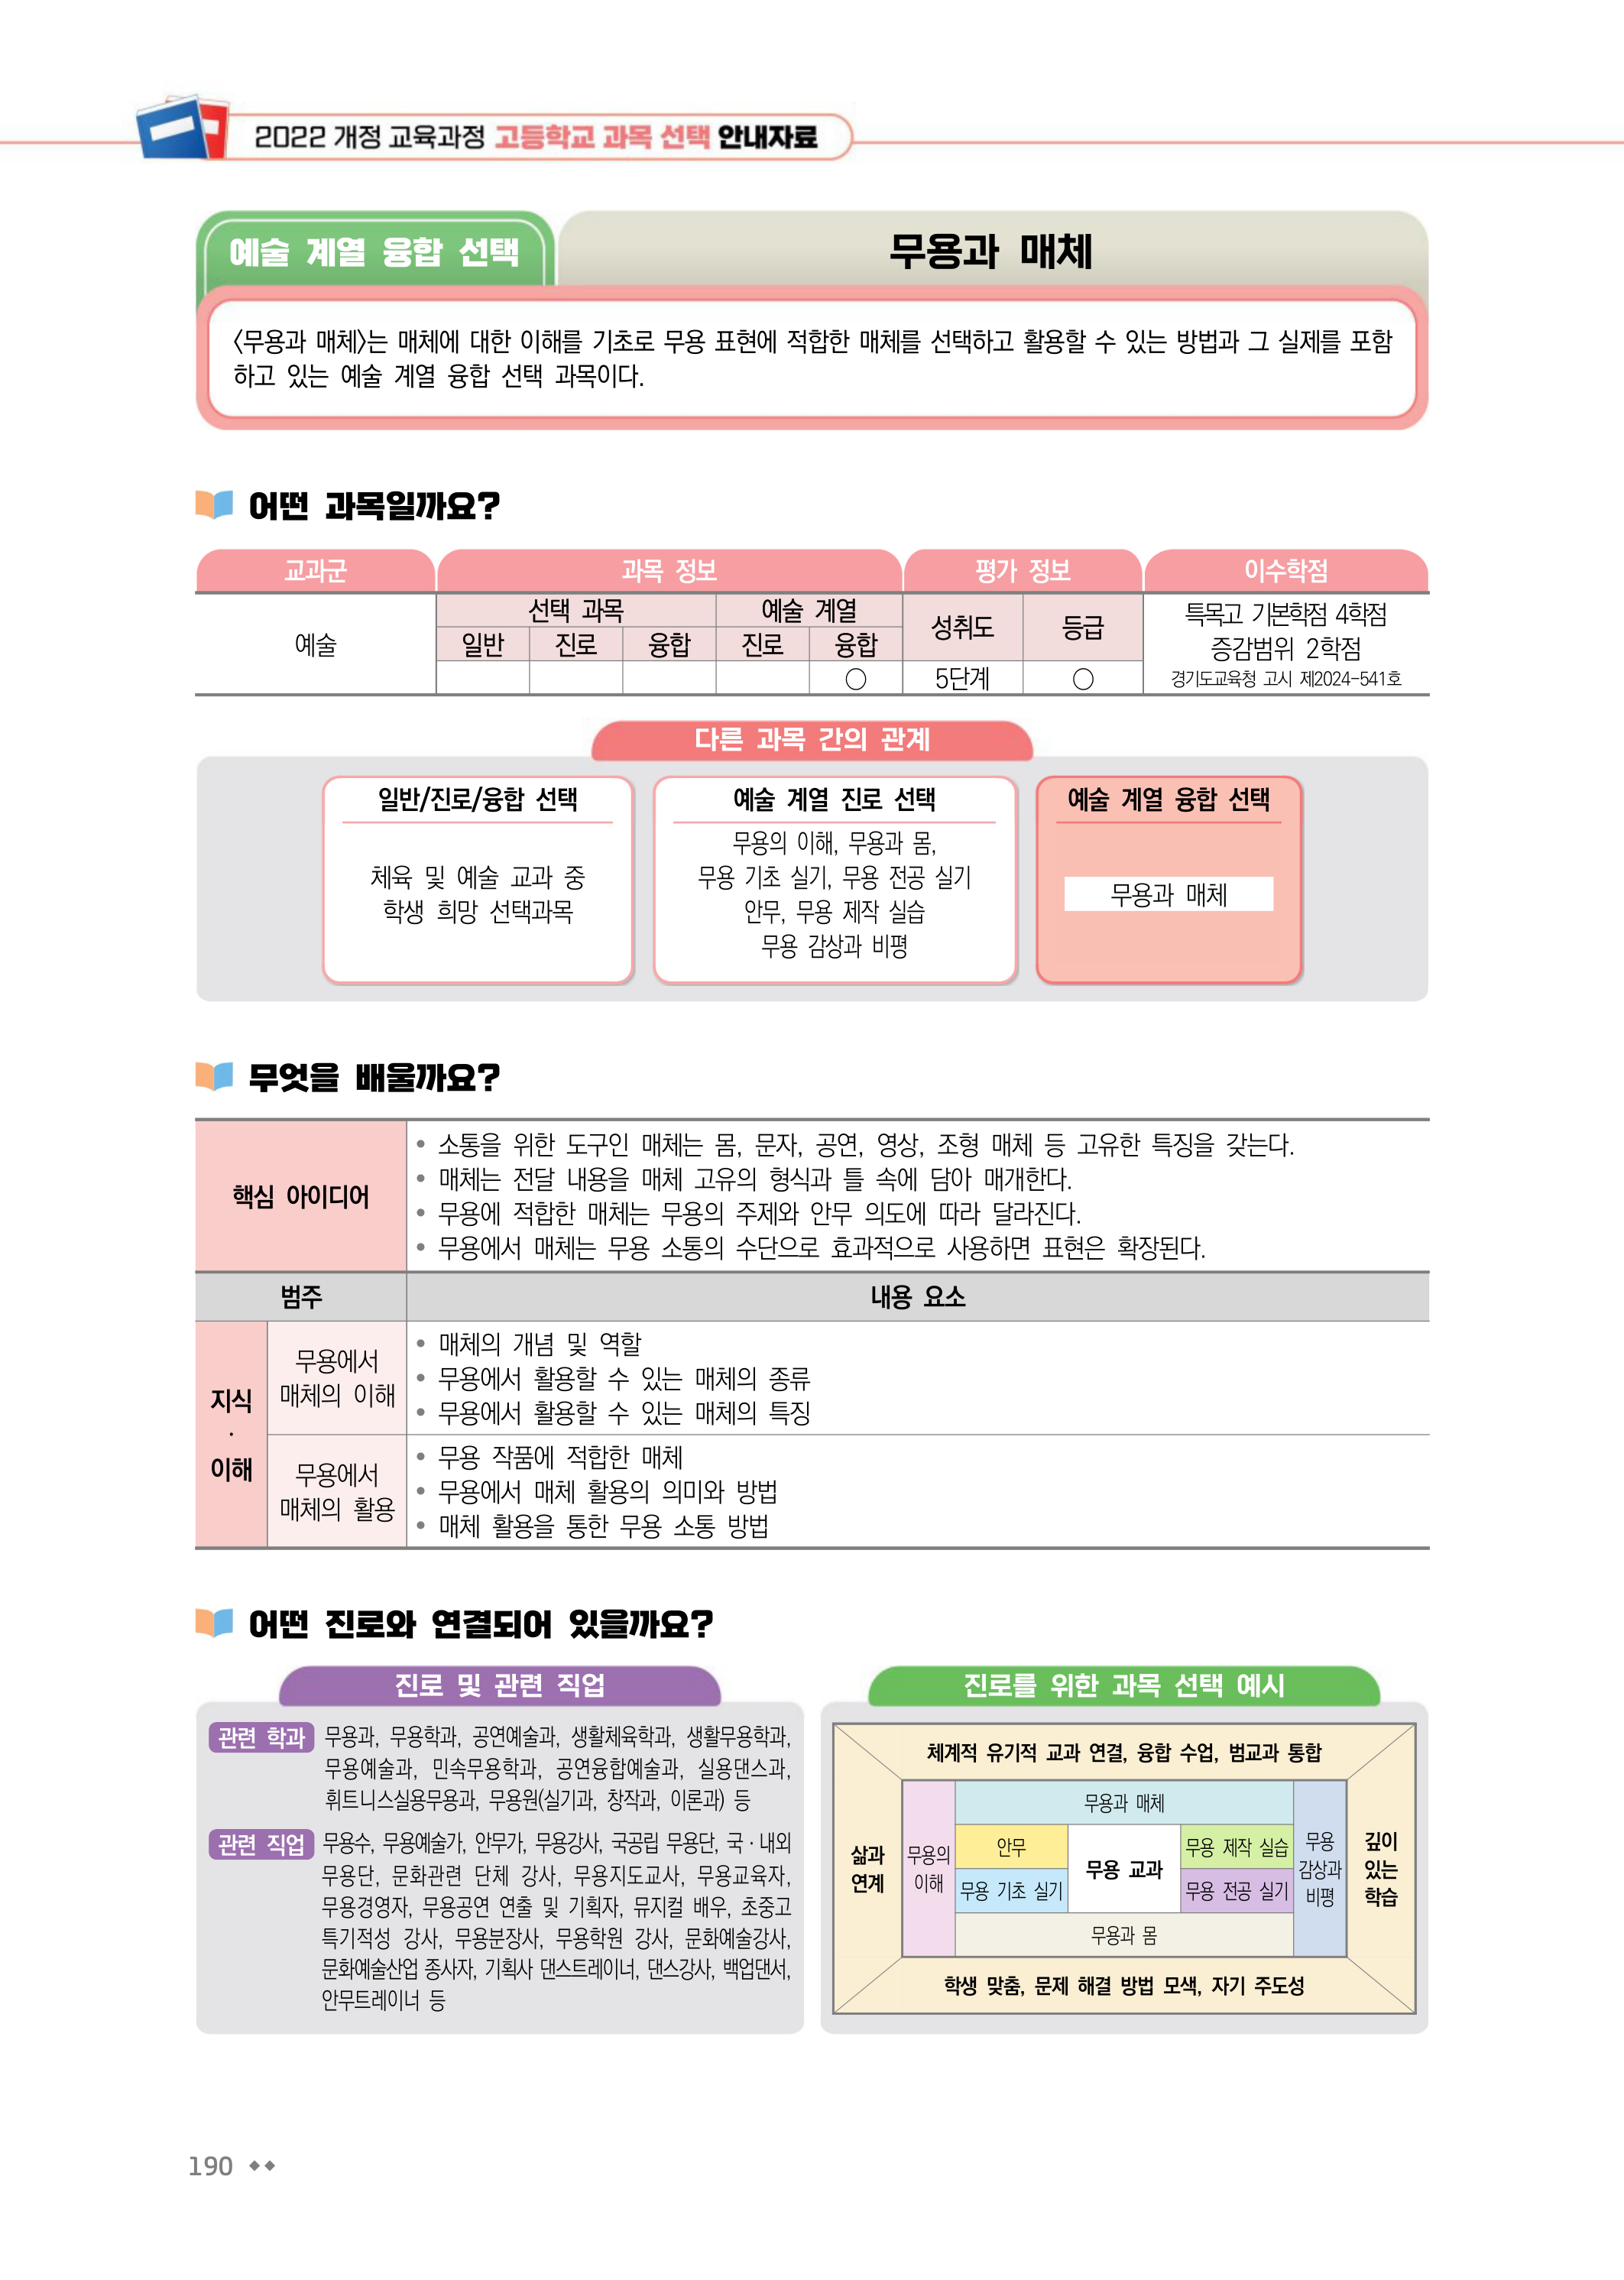 2022 개정 교육과정 고등학교 과목 선택 안내자료
예술 계열 융합 선택
무용과 매체
〈무용과 매체〉는 매체에 대한 이해를 기초로 무용 표현에 적합한 매체를 선택하고 활용할 수 있는 방법과 그 실제를 포함
하고 있는 예술 계열 융합 선택 과목이다.
어떤 과목일까요?
교과군 과목 정보 평가 정보 이수학점
예술
선택 과목 예술 계열
일반 진로 융합 진로 융합
성취도 등급
○ 5단계 ○
특목고 기본학점 4학점
증감범위 2학점
경기도교육청 고시 제2024-541호
다른 과목 간의 관계
일반/진로/융합 선택
체육 및 예술 교과 중
학생 희망 선택과목
예술 계열 진로 선택
무용의 이해, 무용과 몸,
무용 기초 실기, 무용 전공 실기
안무, 무용 제작 실습
무용 감상과 비평
예술 계열 융합 선택
무용과 매체
무엇을 배울까요?
핵심 아이디어
• 소통을 위한 도구인 매체는 몸, 문자, 공연, 영상, 조형 매체 등 고유한 특징을 갖는다.
• 매체는 전달 내용을 매체 고유의 형식과 틀 속에 담아 매개한다.
• 무용에 적합한 매체는 무용의 주제와 안무 의도에 따라 달라진다.
• 무용에서 매체는 무용 소통의 수단으로 효과적으로 사용하면 표현은 확장된다.
범주 내용 요소
지식
·
이해
무용에서
매체의 이해
• 매체의 개념 및 역할
• 무용에서 활용할 수 있는 매체의 종류
• 무용에서 활용할 수 있는 매체의 특징
무용에서
매체의 활용
• 무용 작품에 적합한 매체
• 무용에서 매체 활용의 의미와 방법
• 매체 활용을 통한 무용 소통 방법
어떤 진로와 연결되어 있을까요?
진로 및 관련 직업
관련 학과 무용과, 무용학과, 공연예술과, 생활체육학과, 생활무용학과,
무용예술과, 민속무용학과, 공연융합예술과, 실용댄스과,
휘트니스실용무용과, 무용원(실기과, 창작과, 이론과) 등
관련 직업 무용수, 무용예술가, 안무가, 무용강사, 국공립 무용단, 국·내외
무용단, 문화관련 단체 강사, 무용지도교사, 무용교육자,
무용경영자, 무용공연 연출 및 기획자, 뮤지컬 배우, 초중고
특기적성 강사, 무용분장사, 무용학원 강사, 문화예술강사,
문화예술산업 종사자, 기획사 댄스트레이너, 댄스강사, 백업댄서,
안무트레이너 등
진로를 위한 과목 선택 예시
체계적 유기적 교과 연결, 융합 수업, 범교과 통합
삶과
연계
무용의
이해
무용과 매체
안무
무용 기초 실기
무용 교과
무용 제작 실습
무용 전공 실기
무용과 몸
무용
감상과
비평
깊이
있는
학습
학생 맞춤, 문제 해결 방법 모색, 자기 주도성
190